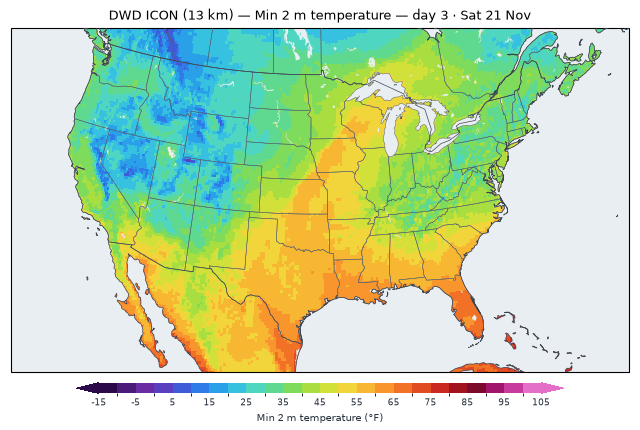 DWD ICON (13 km) — Min 2 m temperature — day 3 · Sat 21 Nov
-15 -5 5 15 25 35 45 55 65 75 85 95 105
Min 2 m temperature (°F)